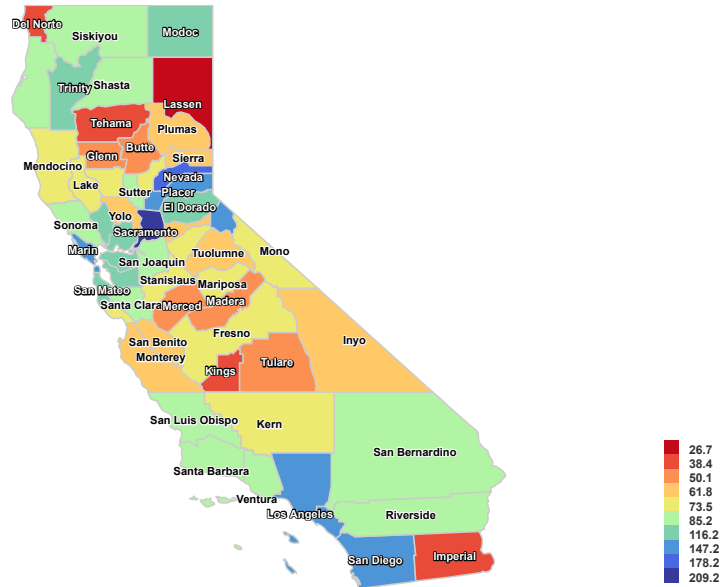 Del Norte
Siskiyou
Modoc
Trinity
Shasta
Lassen
Tehama
Plumas
Butte
Glenn
Sierra
Mendocino
Nevada
Lake
Sutter
Placer
El Dorado
Yolo
Sonoma
Sacramento
Marin
Tuolumne
Mono
San Joaquin
Stanislaus
Mariposa
San Mateo
Madera
Santa Clara
Merced
Fresno
San Benito
Inyo
Monterey
Tulare
Kings
San Luis Obispo
Kern
San Bernardino
Santa Barbara
Ventura
Los Angeles
Riverside
San Diego
Imperial
26.7
38.4
50.1
61.8
73.5
85.2
116.2
147.2
178.2
209.2